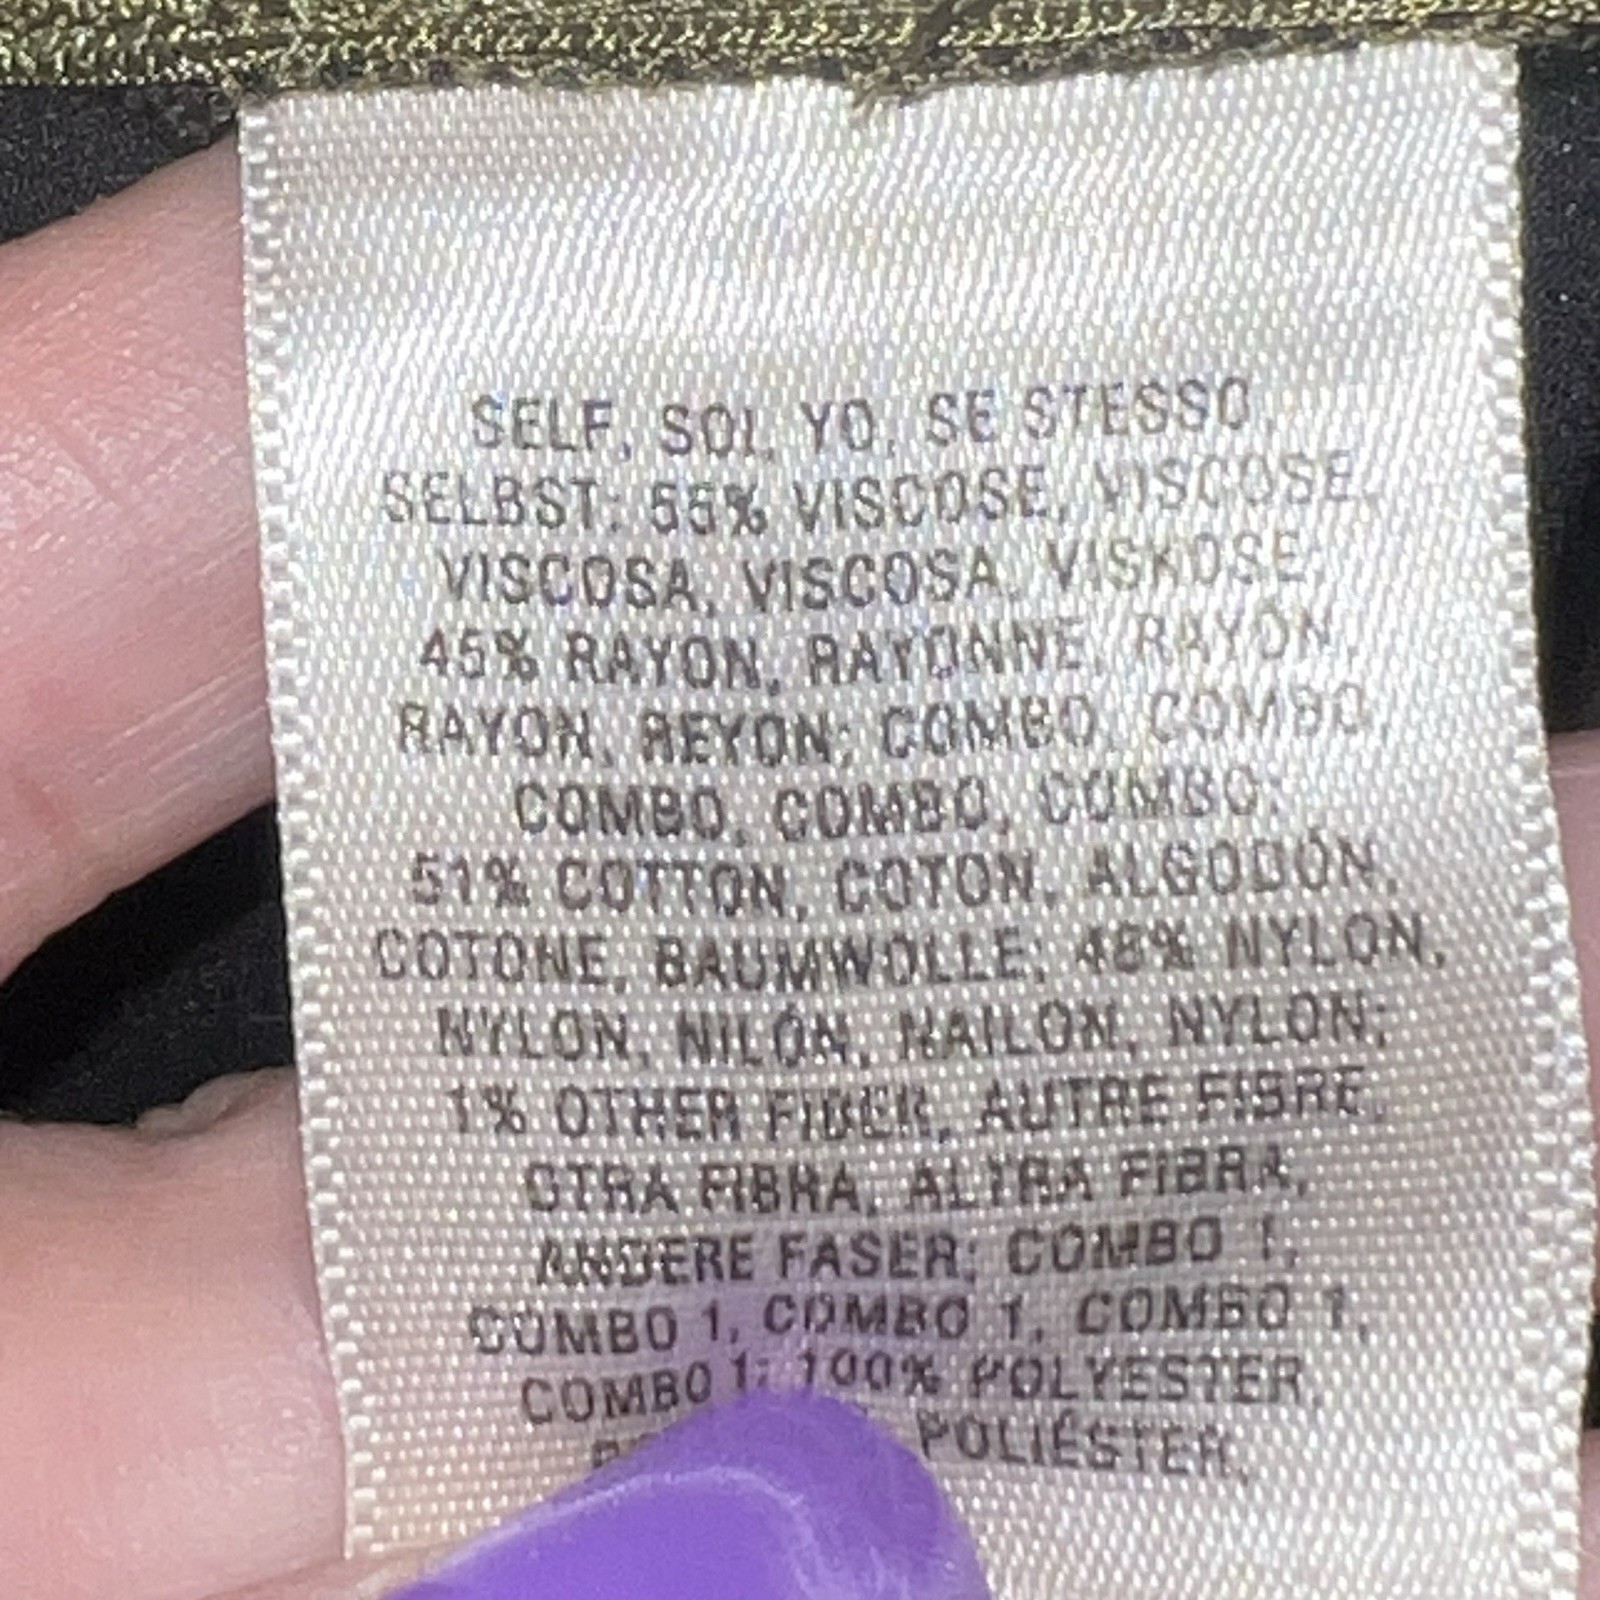 SELF, SOI, YO, SE STESSO,
SELBST: 55% VISCOSE, VISCOSE,
VISCOSA, VISCOSA, VISKOSE;
45% RAYON, RAYONNE, RAYON,
RAYON, REYON; COMBO, COMBO,
COMBO, COMBO, COMBO:
51% COTTON, COTON, ALGODÓN,
COTONE, BAUMWOLLE; 48% NYLON,
NYLON, NILÓN, NAILON, NYLON;
1% OTHER FIBER, AUTRE FIBRE,
OTRA FIBRA, ALTRA FIBRA,
ANDERE FASER; COMBO 1,
COMBO 1, COMBO 1, COMBO 1,
COMBO 1: 100% POLYESTER,
POLIÉSTER,